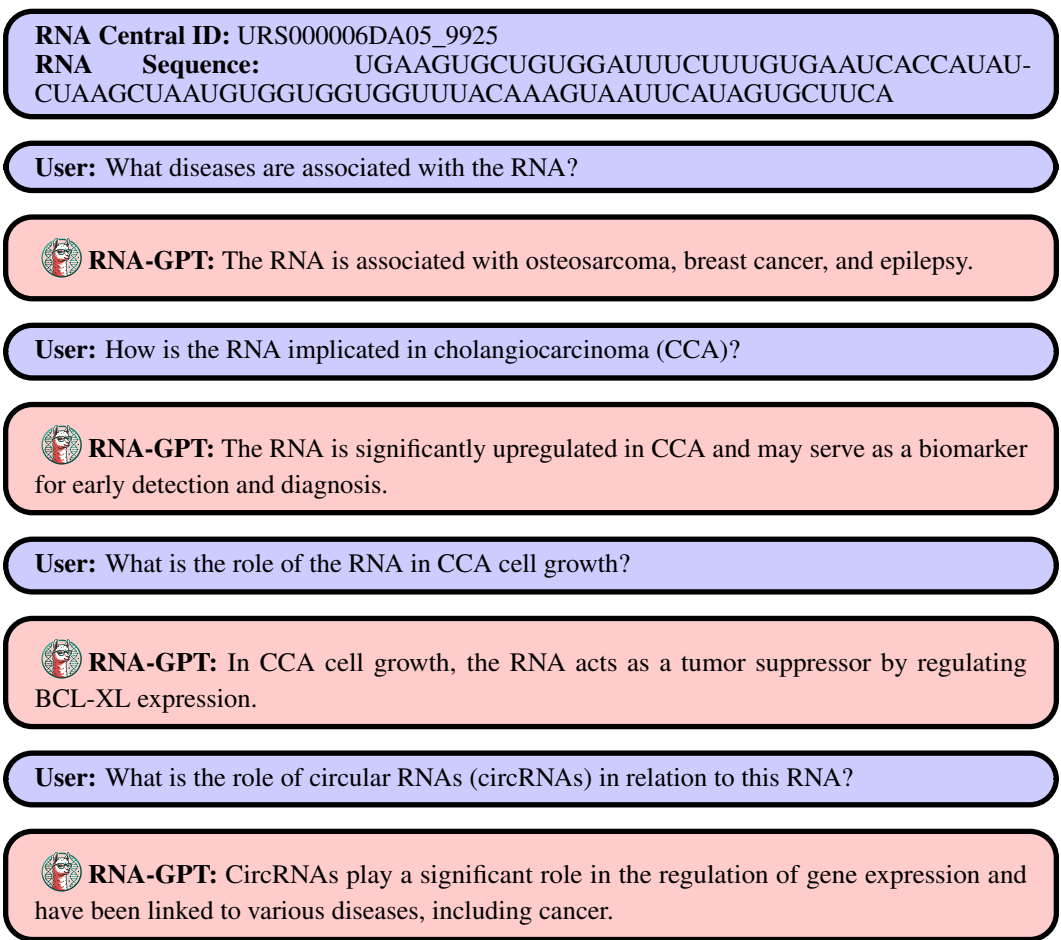 RNA Central ID: URS000006DA05_9925
RNA Sequence: UGAAGUGCUGUGGAUUUCUUUGUGAAUCACCAUAU-
CUAAGCUAAUGUGGUGGUGGUUUACAAAGUAAUUCAUAGUGCUUCA
User: What diseases are associated with the RNA?
RNA-GPT: The RNA is associated with osteosarcoma, breast cancer, and epilepsy.
User: How is the RNA implicated in cholangiocarcinoma (CCA)?
RNA-GPT: The RNA is significantly upregulated in CCA and may serve as a biomarker
for early detection and diagnosis.
User: What is the role of the RNA in CCA cell growth?
RNA-GPT: In CCA cell growth, the RNA acts as a tumor suppressor by regulating
BCL-XL expression.
User: What is the role of circular RNAs (circRNAs) in relation to this RNA?
RNA-GPT: CircRNAs play a significant role in the regulation of gene expression and
have been linked to various diseases, including cancer.